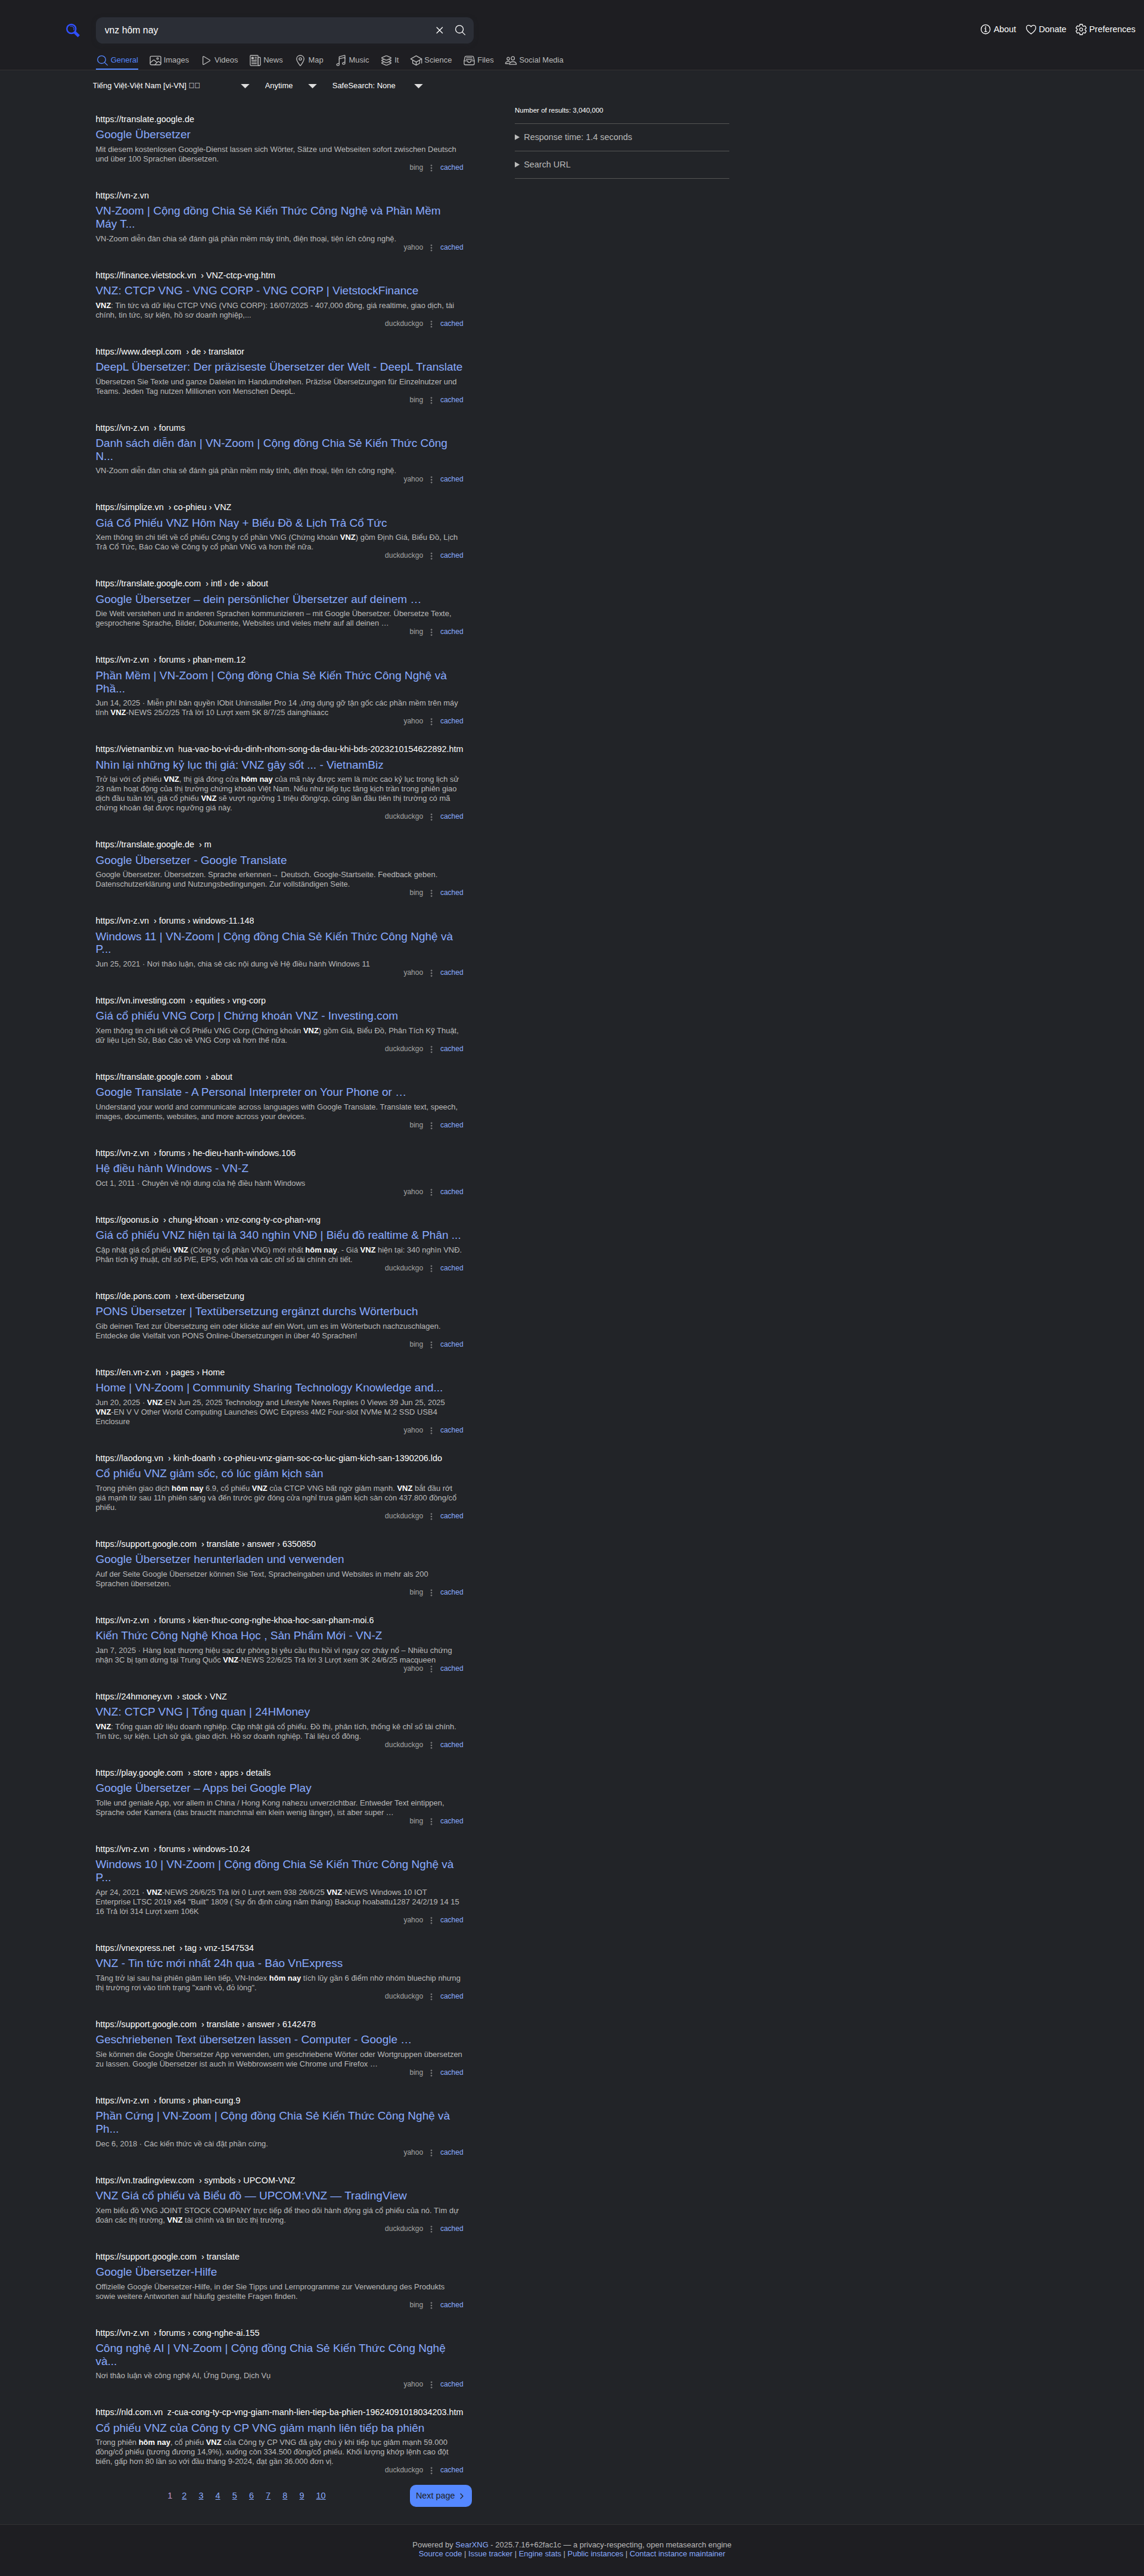 vnz hôm nay
About
Donate
Preferences
General
Images
Videos
News
Map
Music
It
Science
Files
Social Media
Tiếng Việt-Việt Nam [vi-VN]
Anytime
SafeSearch: None
Number of results: 3,040,000
Response time: 1.4 seconds
Search URL
https://translate.google.de
Google Übersetzer
Mit diesem kostenlosen Google-Dienst lassen sich Wörter, Sätze und Webseiten sofort zwischen Deutsch
und über 100 Sprachen übersetzen.
bing ⋮ cached
https://vn-z.vn
VN-Zoom | Cộng đồng Chia Sẻ Kiến Thức Công Nghệ và Phần Mềm
Máy T...
VN-Zoom diễn đàn chia sẻ đánh giá phần mềm máy tính, điện thoại, tiện ích công nghệ.
yahoo ⋮ cached
https://finance.vietstock.vn › VNZ-ctcp-vng.htm
VNZ: CTCP VNG - VNG CORP - VNG CORP | VietstockFinance
VNZ: Tin tức và dữ liệu CTCP VNG (VNG CORP): 16/07/2025 - 407,000 đồng, giá realtime, giao dịch, tài
chính, tin tức, sự kiện, hồ sơ doanh nghiệp,...
duckduckgo ⋮ cached
https://www.deepl.com › de › translator
DeepL Übersetzer: Der präziseste Übersetzer der Welt - DeepL Translate
Übersetzen Sie Texte und ganze Dateien im Handumdrehen. Präzise Übersetzungen für Einzelnutzer und
Teams. Jeden Tag nutzen Millionen von Menschen DeepL.
bing ⋮ cached
https://vn-z.vn › forums
Danh sách diễn đàn | VN-Zoom | Cộng đồng Chia Sẻ Kiến Thức Công
N...
VN-Zoom diễn đàn chia sẻ đánh giá phần mềm máy tính, điện thoại, tiện ích công nghệ.
yahoo ⋮ cached
https://simplize.vn › co-phieu › VNZ
Giá Cổ Phiếu VNZ Hôm Nay + Biểu Đồ & Lịch Trả Cổ Tức
Xem thông tin chi tiết về cổ phiếu Công ty cổ phần VNG (Chứng khoán VNZ) gồm Định Giá, Biểu Đồ, Lịch
Trả Cổ Tức, Báo Cáo về Công ty cổ phần VNG và hơn thế nữa.
duckduckgo ⋮ cached
https://translate.google.com › intl › de › about
Google Übersetzer – dein persönlicher Übersetzer auf deinem …
Die Welt verstehen und in anderen Sprachen kommunizieren – mit Google Übersetzer. Übersetze Texte,
gesprochene Sprache, Bilder, Dokumente, Websites und vieles mehr auf all deinen …
bing ⋮ cached
https://vn-z.vn › forums › phan-mem.12
Phần Mềm | VN-Zoom | Cộng đồng Chia Sẻ Kiến Thức Công Nghệ và
Phầ...
Jun 14, 2025 · Miễn phí bản quyền IObit Uninstaller Pro 14 ,ứng dụng gỡ tận gốc các phần mềm trên máy
tính VNZ-NEWS 25/2/25 Trả lời 10 Lượt xem 5K 8/7/25 dainghiaacc
yahoo ⋮ cached
https://vietnambiz.vn hua-vao-bo-vi-du-dinh-nhom-song-da-dau-khi-bds-2023210154622892.htm
Nhìn lại những kỷ lục thị giá: VNZ gây sốt ... - VietnamBiz
Trở lại với cổ phiếu VNZ, thị giá đóng cửa hôm nay của mã này được xem là mức cao kỷ lục trong lịch sử
23 năm hoạt động của thị trường chứng khoán Việt Nam. Nếu như tiếp tục tăng kịch trần trong phiên giao
dịch đầu tuần tới, giá cổ phiếu VNZ sẽ vượt ngưỡng 1 triệu đồng/cp, cũng lần đầu tiên thị trường có mã
chứng khoán đạt được ngưỡng giá này.
duckduckgo ⋮ cached
https://translate.google.de › m
Google Übersetzer - Google Translate
Google Übersetzer. Übersetzen. Sprache erkennen→ Deutsch. Google-Startseite. Feedback geben.
Datenschutzerklärung und Nutzungsbedingungen. Zur vollständigen Seite.
bing ⋮ cached
https://vn-z.vn › forums › windows-11.148
Windows 11 | VN-Zoom | Cộng đồng Chia Sẻ Kiến Thức Công Nghệ và
P...
Jun 25, 2021 · Nơi thảo luận, chia sẻ các nội dung về Hệ điều hành Windows 11
yahoo ⋮ cached
https://vn.investing.com › equities › vng-corp
Giá cổ phiếu VNG Corp | Chứng khoán VNZ - Investing.com
Xem thông tin chi tiết về Cổ Phiếu VNG Corp (Chứng khoán VNZ) gồm Giá, Biểu Đồ, Phân Tích Kỹ Thuật,
dữ liệu Lịch Sử, Báo Cáo về VNG Corp và hơn thế nữa.
duckduckgo ⋮ cached
https://translate.google.com › about
Google Translate - A Personal Interpreter on Your Phone or …
Understand your world and communicate across languages with Google Translate. Translate text, speech,
images, documents, websites, and more across your devices.
bing ⋮ cached
https://vn-z.vn › forums › he-dieu-hanh-windows.106
Hệ điều hành Windows - VN-Z
Oct 1, 2011 · Chuyên về nội dung của hệ điều hành Windows
yahoo ⋮ cached
https://goonus.io › chung-khoan › vnz-cong-ty-co-phan-vng
Giá cổ phiếu VNZ hiện tại là 340 nghìn VNĐ | Biểu đồ realtime & Phân ...
Cập nhật giá cổ phiếu VNZ (Công ty cổ phần VNG) mới nhất hôm nay. - Giá VNZ hiện tại: 340 nghìn VNĐ.
Phân tích kỹ thuật, chỉ số P/E, EPS, vốn hóa và các chỉ số tài chính chi tiết.
duckduckgo ⋮ cached
https://de.pons.com › text-übersetzung
PONS Übersetzer | Textübersetzung ergänzt durchs Wörterbuch
Gib deinen Text zur Übersetzung ein oder klicke auf ein Wort, um es im Wörterbuch nachzuschlagen.
Entdecke die Vielfalt von PONS Online-Übersetzungen in über 40 Sprachen!
bing ⋮ cached
https://en.vn-z.vn › pages › Home
Home | VN-Zoom | Community Sharing Technology Knowledge and...
Jun 20, 2025 · VNZ-EN Jun 25, 2025 Technology and Lifestyle News Replies 0 Views 39 Jun 25, 2025
VNZ-EN V V Other World Computing Launches OWC Express 4M2 Four-slot NVMe M.2 SSD USB4
Enclosure
yahoo ⋮ cached
https://laodong.vn › kinh-doanh › co-phieu-vnz-giam-soc-co-luc-giam-kich-san-1390206.ldo
Cổ phiếu VNZ giảm sốc, có lúc giảm kịch sàn
Trong phiên giao dịch hôm nay 6.9, cổ phiếu VNZ của CTCP VNG bất ngờ giảm mạnh. VNZ bắt đầu rớt
giá mạnh từ sau 11h phiên sáng và đến trước giờ đóng cửa nghỉ trưa giảm kịch sàn còn 437.800 đồng/cổ
phiếu.
duckduckgo ⋮ cached
https://support.google.com › translate › answer › 6350850
Google Übersetzer herunterladen und verwenden
Auf der Seite Google Übersetzer können Sie Text, Spracheingaben und Websites in mehr als 200
Sprachen übersetzen.
bing ⋮ cached
https://vn-z.vn › forums › kien-thuc-cong-nghe-khoa-hoc-san-pham-moi.6
Kiến Thức Công Nghệ Khoa Học , Sản Phẩm Mới - VN-Z
Jan 7, 2025 · Hàng loạt thương hiệu sạc dự phòng bị yêu cầu thu hồi vì nguy cơ cháy nổ – Nhiều chứng
nhận 3C bị tạm dừng tại Trung Quốc VNZ-NEWS 22/6/25 Trả lời 3 Lượt xem 3K 24/6/25 macqueen
yahoo ⋮ cached
https://24hmoney.vn › stock › VNZ
VNZ: CTCP VNG | Tổng quan | 24HMoney
VNZ: Tổng quan dữ liệu doanh nghiệp. Cập nhật giá cổ phiếu. Đồ thị, phân tích, thống kê chỉ số tài chính.
Tin tức, sự kiện. Lịch sử giá, giao dịch. Hồ sơ doanh nghiệp. Tài liệu cổ đông.
duckduckgo ⋮ cached
https://play.google.com › store › apps › details
Google Übersetzer – Apps bei Google Play
Tolle und geniale App, vor allem in China / Hong Kong nahezu unverzichtbar. Entweder Text eintippen,
Sprache oder Kamera (das braucht manchmal ein klein wenig länger), ist aber super …
bing ⋮ cached
https://vn-z.vn › forums › windows-10.24
Windows 10 | VN-Zoom | Cộng đồng Chia Sẻ Kiến Thức Công Nghệ và
P...
Apr 24, 2021 · VNZ-NEWS 26/6/25 Trả lời 0 Lượt xem 938 26/6/25 VNZ-NEWS Windows 10 IOT
Enterprise LTSC 2019 x64 "Built" 1809 ( Sự ổn định cùng năm tháng) Backup hoabattu1287 24/2/19 14 15
16 Trả lời 314 Lượt xem 106K
yahoo ⋮ cached
https://vnexpress.net › tag › vnz-1547534
VNZ - Tin tức mới nhất 24h qua - Báo VnExpress
Tăng trở lại sau hai phiên giảm liên tiếp, VN-Index hôm nay tích lũy gần 6 điểm nhờ nhóm bluechip nhưng
thị trường rơi vào tình trạng "xanh vỏ, đỏ lòng".
duckduckgo ⋮ cached
https://support.google.com › translate › answer › 6142478
Geschriebenen Text übersetzen lassen - Computer - Google …
Sie können die Google Übersetzer App verwenden, um geschriebene Wörter oder Wortgruppen übersetzen
zu lassen. Google Übersetzer ist auch in Webbrowsern wie Chrome und Firefox …
bing ⋮ cached
https://vn-z.vn › forums › phan-cung.9
Phần Cứng | VN-Zoom | Cộng đồng Chia Sẻ Kiến Thức Công Nghệ và
Ph...
Dec 6, 2018 · Các kiến thức về cài đặt phần cứng.
yahoo ⋮ cached
https://vn.tradingview.com › symbols › UPCOM-VNZ
VNZ Giá cổ phiếu và Biểu đồ — UPCOM:VNZ — TradingView
Xem biểu đồ VNG JOINT STOCK COMPANY trực tiếp để theo dõi hành động giá cổ phiếu của nó. Tìm dự
đoán các thị trường, VNZ tài chính và tin tức thị trường.
duckduckgo ⋮ cached
https://support.google.com › translate
Google Übersetzer-Hilfe
Offizielle Google Übersetzer-Hilfe, in der Sie Tipps und Lernprogramme zur Verwendung des Produkts
sowie weitere Antworten auf häufig gestellte Fragen finden.
bing ⋮ cached
https://vn-z.vn › forums › cong-nghe-ai.155
Công nghệ AI | VN-Zoom | Cộng đồng Chia Sẻ Kiến Thức Công Nghệ
và...
Nơi thảo luận về công nghệ AI, Ứng Dụng, Dịch Vụ
yahoo ⋮ cached
https://nld.com.vn z-cua-cong-ty-cp-vng-giam-manh-lien-tiep-ba-phien-196240910180342​03.htm
Cổ phiếu VNZ của Công ty CP VNG giảm mạnh liên tiếp ba phiên
Trong phiên hôm nay, cổ phiếu VNZ của Công ty CP VNG đã gây chú ý khi tiếp tục giảm mạnh 59.000
đồng/cổ phiếu (tương đương 14,9%), xuống còn 334.500 đồng/cổ phiếu. Khối lượng khớp lệnh cao đột
biến, gấp hơn 80 lần so với đầu tháng 9-2024, đạt gần 36.000 đơn vị.
duckduckgo ⋮ cached
1 2 3 4 5 6 7 8 9 10
Next page
Powered by SearXNG - 2025.7.16+62fac1c — a privacy-respecting, open metasearch engine
Source code | Issue tracker | Engine stats | Public instances | Contact instance maintainer